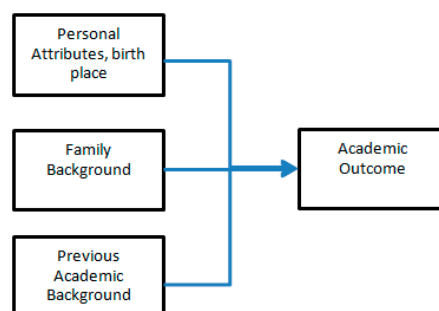 Personal
Attributes, birth
place
Family
Background
Academic
Outcome
Previous
Academic
Background